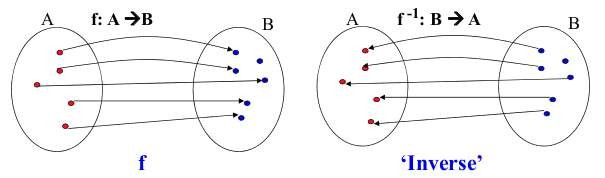 A
f: A → B
B
f
A
f -1: B → A
B
‘Inverse’